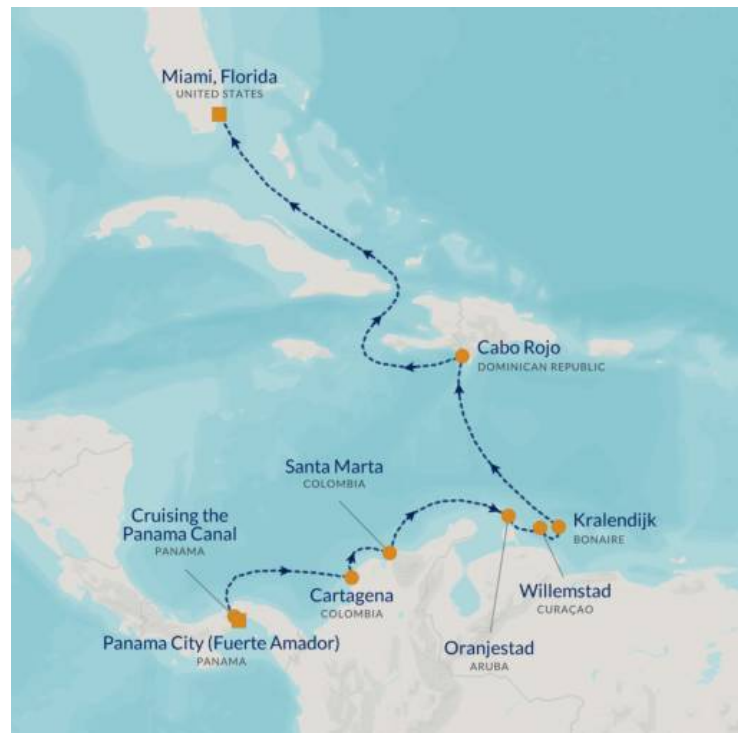 Miami, Florida
UNITED STATES
Cabo Rojo
DOMINICAN REPUBLIC
Santa Marta
COLOMBIA
Cruising the
Panama Canal
PANAMA
Kralendijk
BONAIRE
Cartagena
COLOMBIA
Willemstad
CURAÇAO
Panama City (Fuerte Amador)
PANAMA
Oranjestad
ARUBA